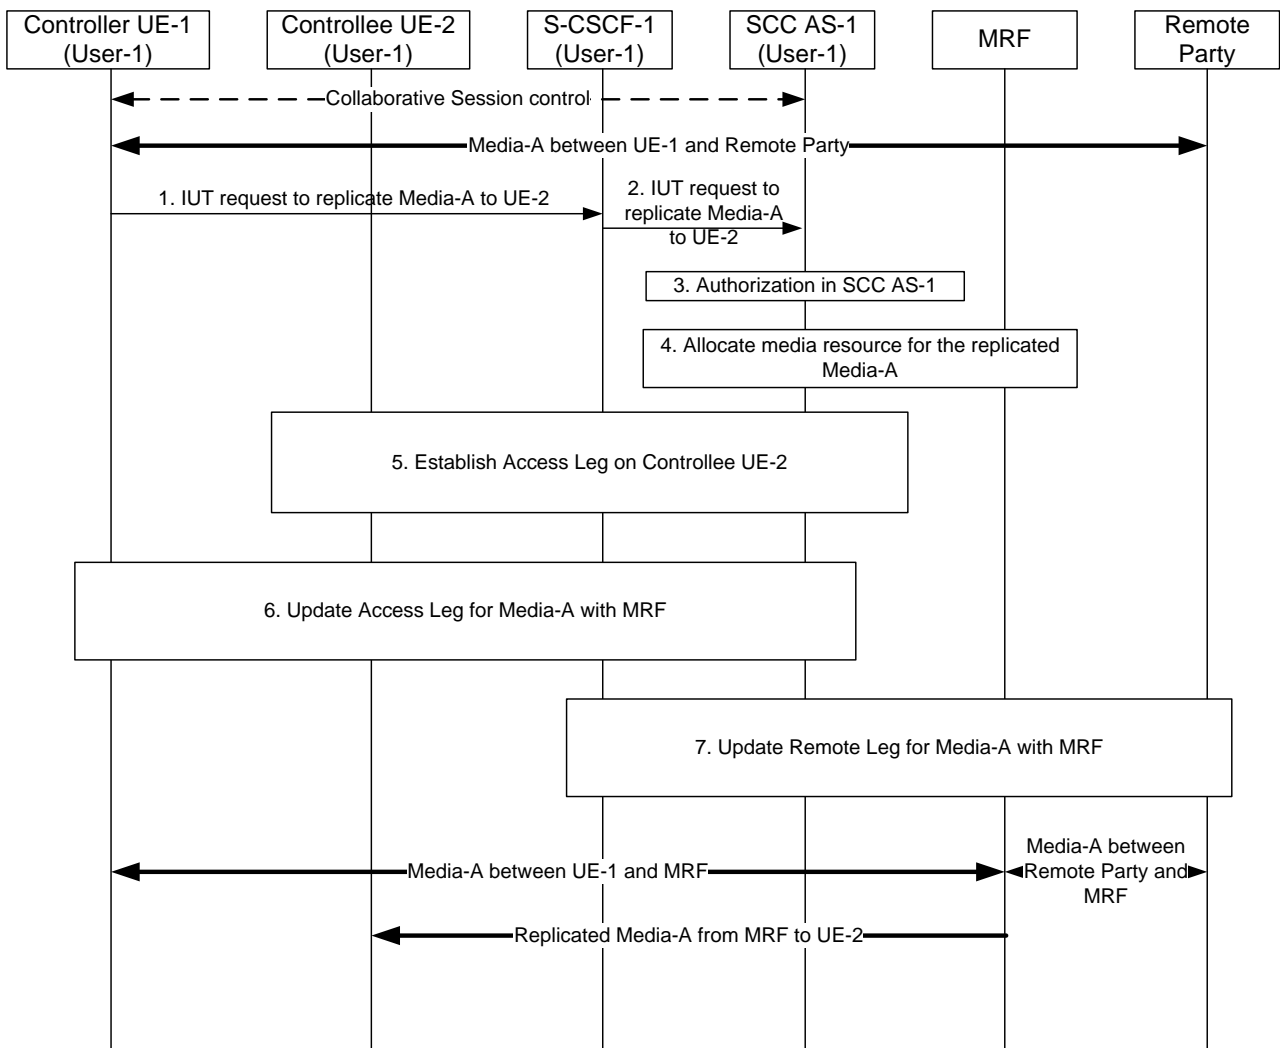 Controller UE-1
(User-1)
Controllee UE-2
(User-1)
S-CSCF-1
(User-1)
SCC AS-1
(User-1)
MRF
Remote
Party
Collaborative Session control
Media-A between UE-1 and Remote Party
1. IUT request to replicate Media-A to UE-2
2. IUT request to
replicate Media-A
to UE-2
3. Authorization in SCC AS-1
4. Allocate media resource for the replicated
Media-A
5. Establish Access Leg on Controllee UE-2
6. Update Access Leg for Media-A with MRF
7. Update Remote Leg for Media-A with MRF
Media-A between UE-1 and MRF
Media-A between
Remote Party and
MRF
Replicated Media-A from MRF to UE-2